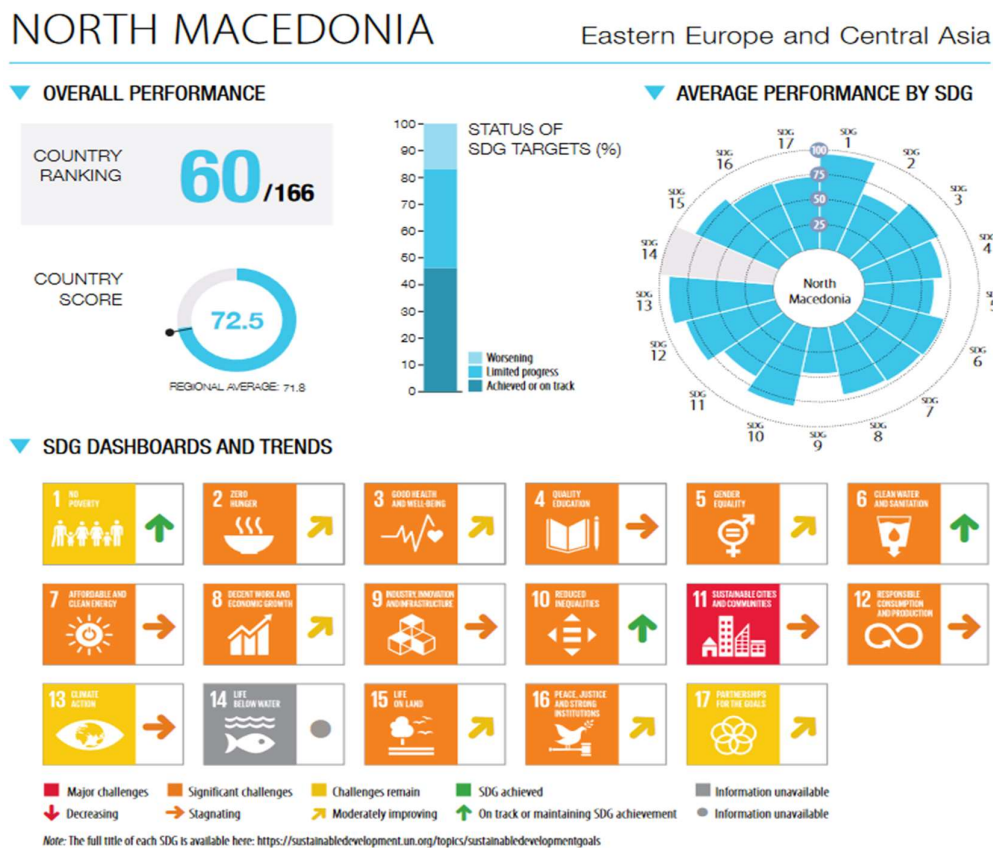 NORTH MACEDONIA
Eastern Europe and Central Asia
OVERALL PERFORMANCE
COUNTRY
RANKING
60/166
COUNTRY
SCORE
72.5
REGIONAL AVERAGE: 71.8
STATUS OF
SDG TARGETS (%)
100
90
80
70
60
50
40
30
20
10
0
Worsening
Limited progress
Achieved or on track
AVERAGE PERFORMANCE BY SDG
SDG
1
SDG
2
SDG
3
SDG
4
SDG
5
SDG
6
SDG
7
SDG
8
SDG
9
SDG
10
SDG
11
SDG
12
SDG
13
SDG
14
SDG
15
SDG
16
SDG
17
100
75
50
25
North
Macedonia
SDG DASHBOARDS AND TRENDS
1 NO
POVERTY
2 ZERO
HUNGER
3 GOOD HEALTH
AND WELL-BEING
4 QUALITY
EDUCATION
5 GENDER
EQUALITY
6 CLEAN WATER
AND SANITATION
7 AFFORDABLE AND
CLEAN ENERGY
8 DECENT WORK AND
ECONOMIC GROWTH
9 INDUSTRY, INNOVATION
AND INFRASTRUCTURE
10 REDUCED
INEQUALITIES
11 SUSTAINABLE CITIES
AND COMMUNITIES
12 RESPONSIBLE
CONSUMPTION
AND PRODUCTION
13 CLIMATE
ACTION
14 LIFE
BELOW WATER
15 LIFE
ON LAND
16 PEACE, JUSTICE
AND STRONG
INSTITUTIONS
17 PARTNERSHIPS
FOR THE GOALS
Major challenges
Significant challenges
Challenges remain
SDG achieved
Information unavailable
Decreasing
Stagnating
Moderately improving
On track or maintaining SDG achievement
Information unavailable
Note: The full title of each SDG is available here: https://sustainabledevelopment.un.org/topics/sustainabledevelopmentgoals